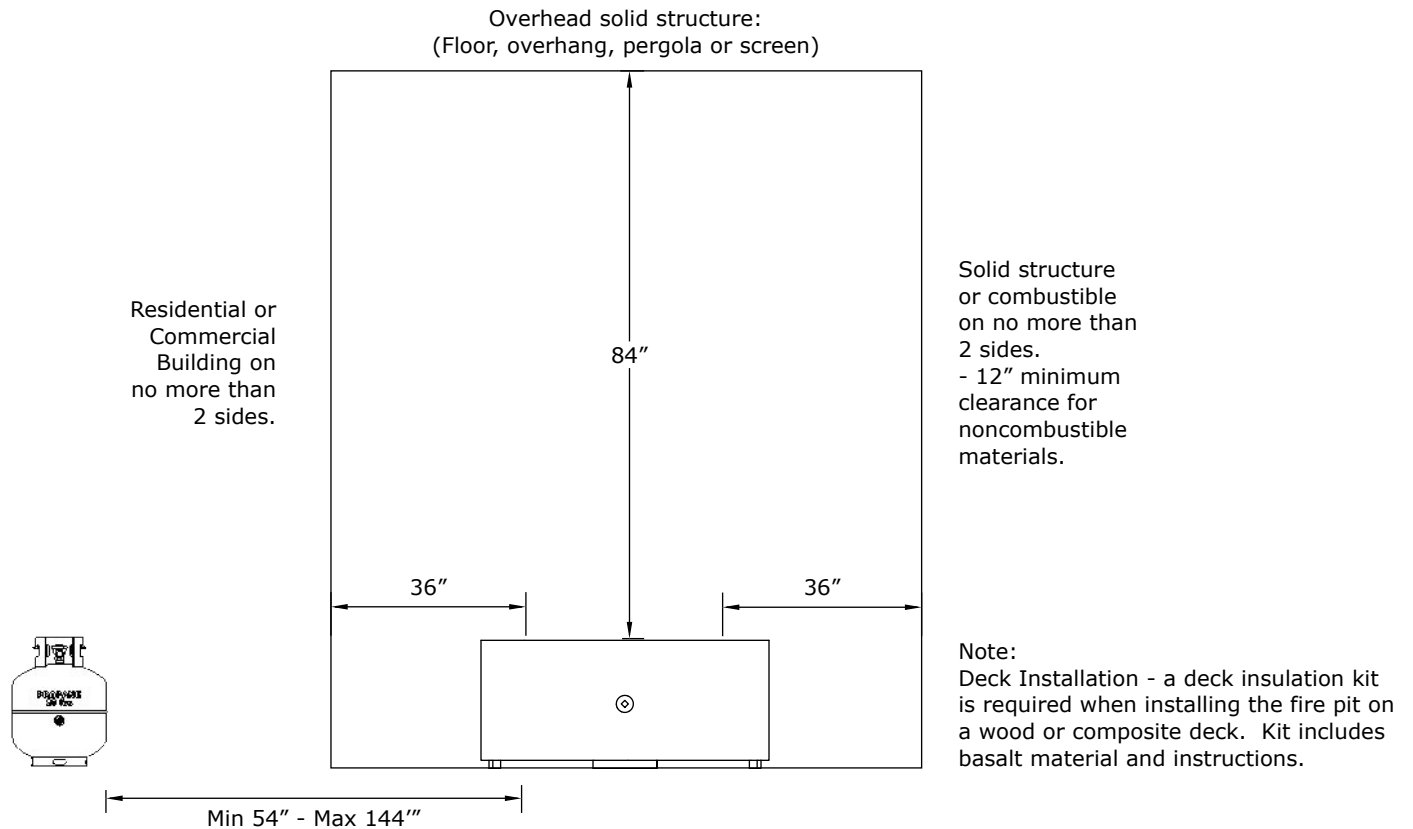 Overhead solid structure:
(Floor, overhang, pergola or screen)
Residential or
Commercial
Building on
no more than
2 sides.
84”
Solid structure
or combustible
on no more than
2 sides.
- 12” minimum
clearance for
noncombustible
materials.
36”
36”
PROPANE
Note:
Deck Installation - a deck insulation kit
is required when installing the fire pit on
a wood or composite deck.  Kit includes
basalt material and instructions.
Min 54” - Max 144’”